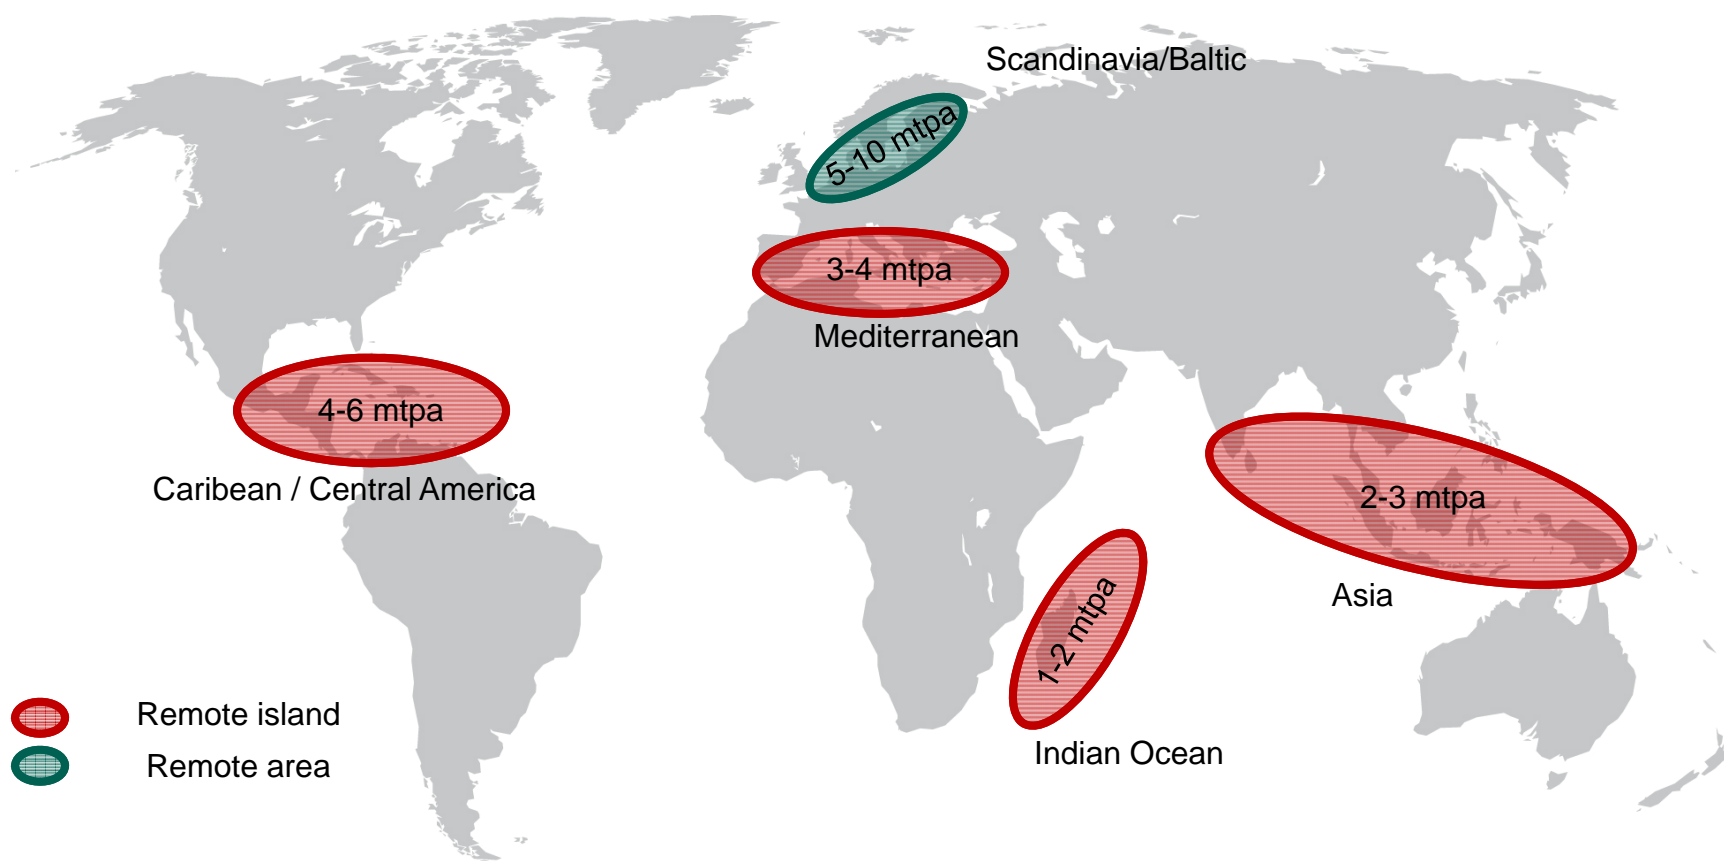 Scandinavia/Baltic
5-10 mtpa
3-4 mtpa
Mediterranean
4-6 mtpa
Caribean / Central America
2-3 mtpa
Asia
1-2 mtpa
Indian Ocean
Remote island
Remote area